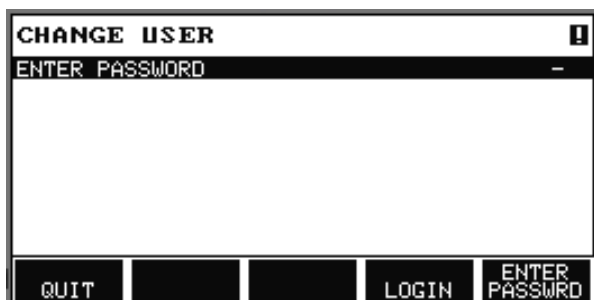 CHANGE USER !
ENTER PASSWORD -
QUIT LOGIN ENTER
PASSWRD